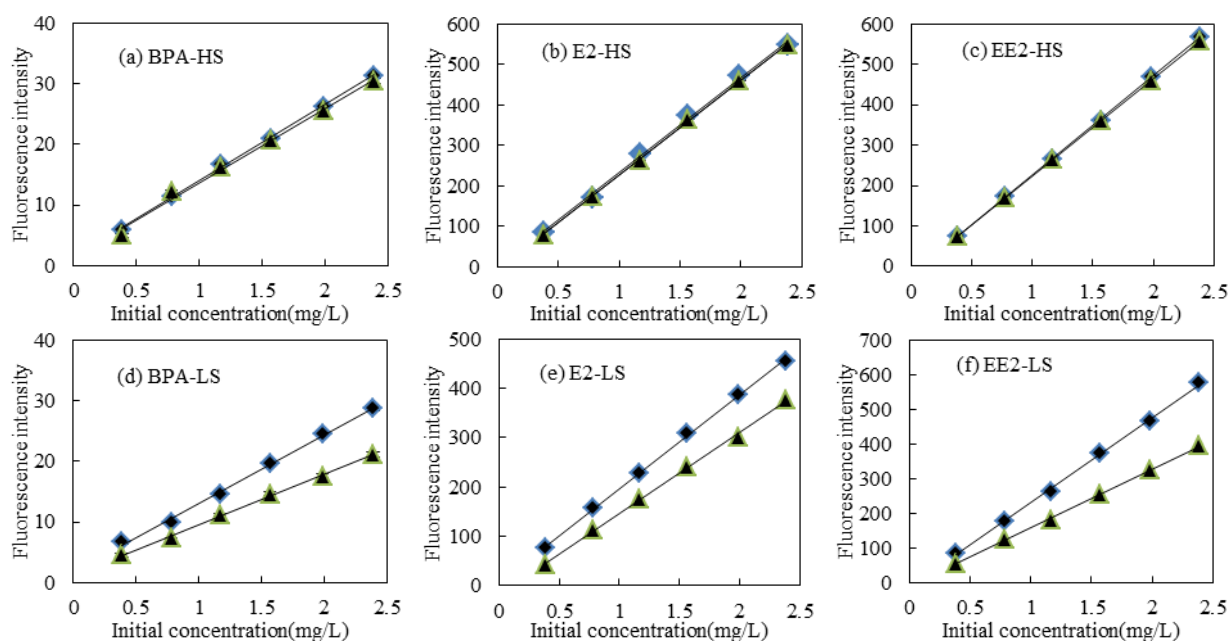 (a) BPA-HS
Fluorescence intensity
40
30
20
10
0
0 0.5 1 1.5 2 2.5
Initial concentration(mg/L)
(b) E2-HS
Fluorescence intensity
600
500
400
300
200
100
0
0 0.5 1 1.5 2 2.5
Initial concentration(mg/L)
(c) EE2-HS
Fluorescence intensity
600
500
400
300
200
100
0
0 0.5 1 1.5 2 2.5
Initial concentration(mg/L)
(d) BPA-LS
Fluorescence intensity
40
30
20
10
0
0 0.5 1 1.5 2 2.5
Initial concentration(mg/L)
(e) E2-LS
Fluorescence intensity
500
400
300
200
100
0
0 0.5 1 1.5 2 2.5
Initial concentration(mg/L)
(f) EE2-LS
Fluorescence intensity
700
600
500
400
300
200
100
0
0 0.5 1 1.5 2 2.5
Initial concentration(mg/L)